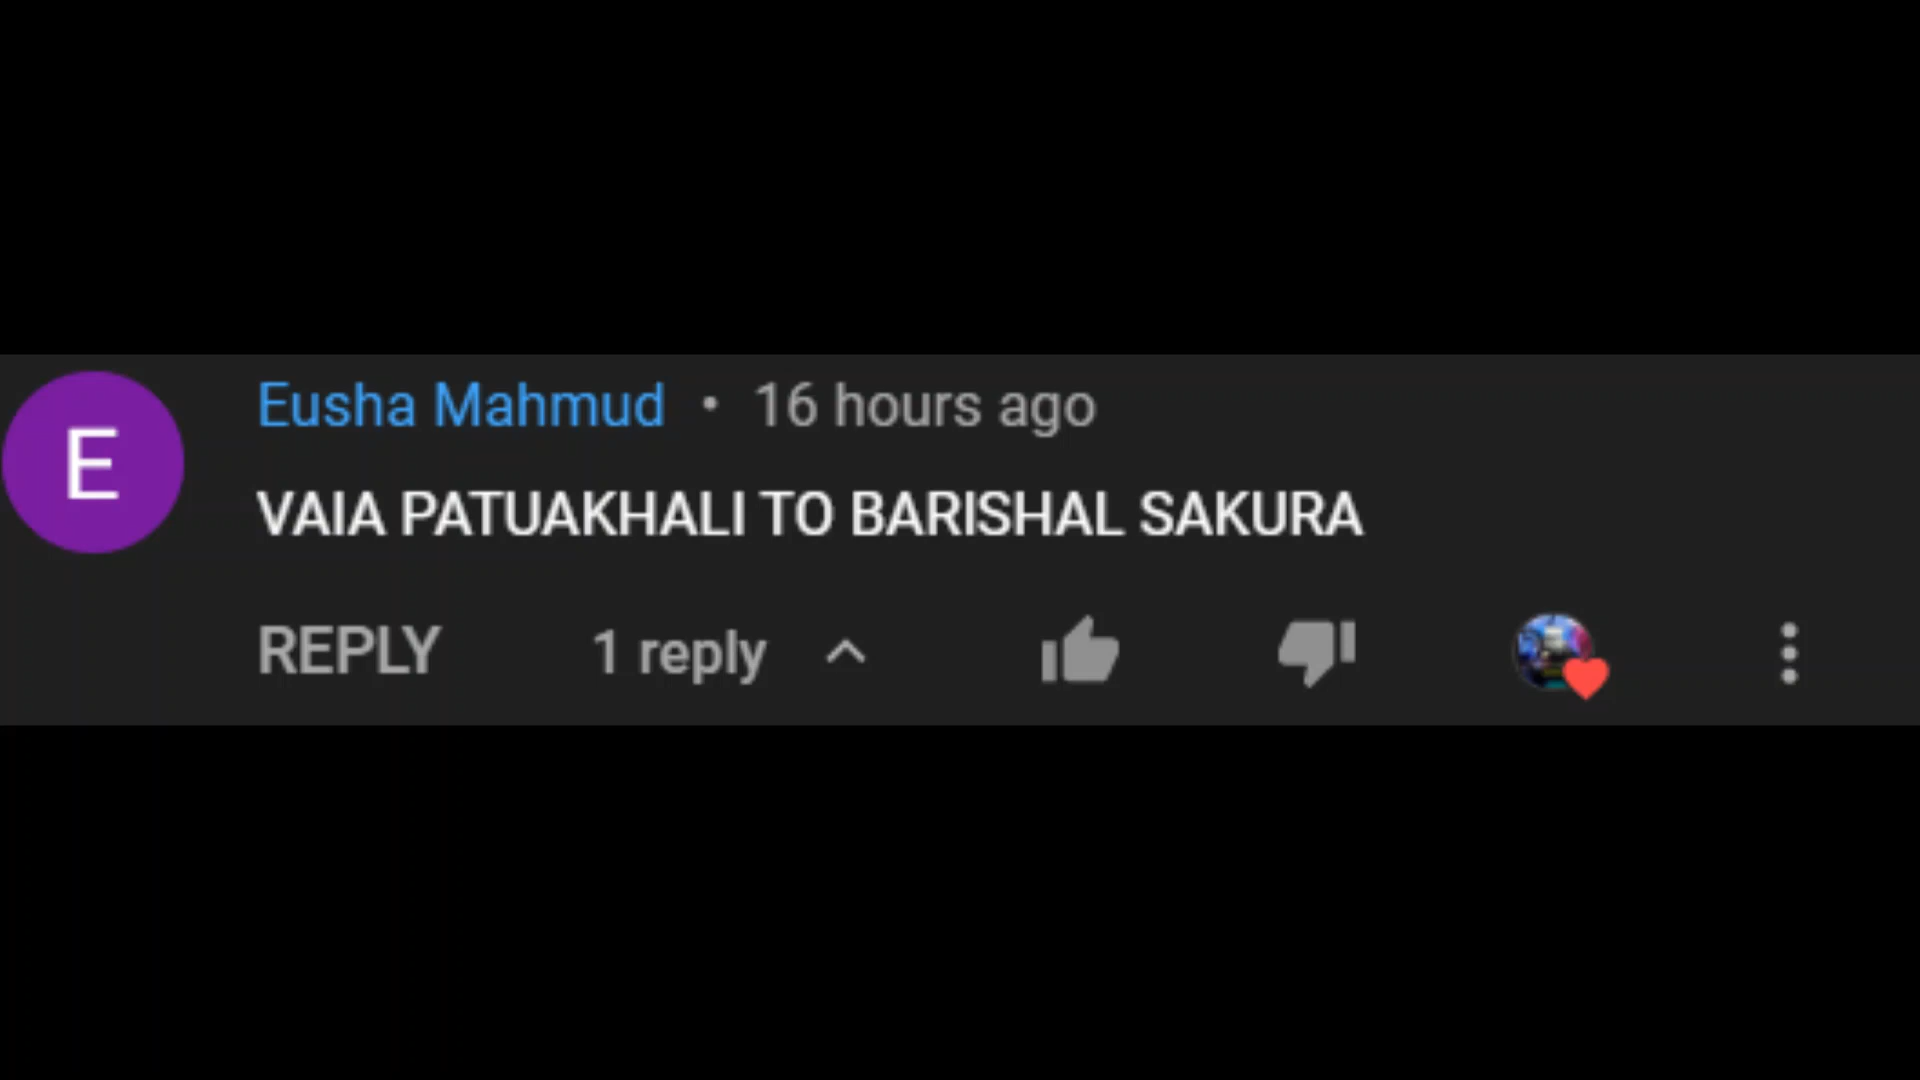 E
Eusha Mahmud • 16 hours ago
VAIA PATUAKHALI TO BARISHAL SAKURA
REPLY 1 reply